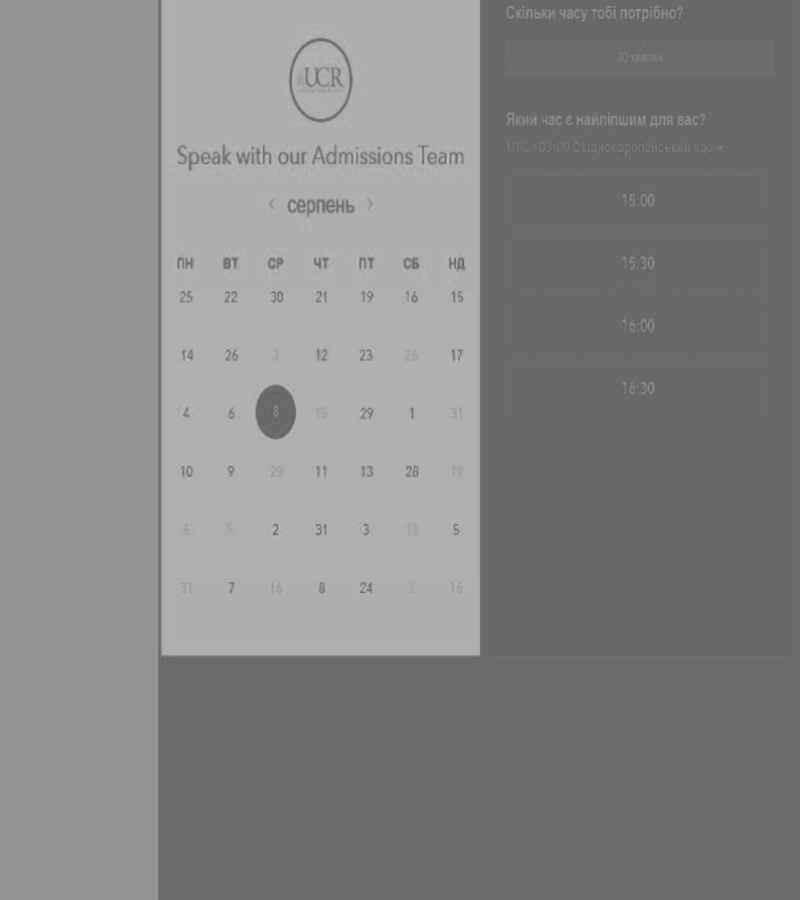 UCR
Speak with our Admissions Team
‹ серпень ›
ПН ВТ СР ЧТ ПТ СБ НД
25 22 30 21 19 16 15
14 26 3 12 23 26 17
4 6 8 15 29 1 31
10 9 29 11 13 28 19
6 5 2 31 3 13 5
31 7 16 8 24 3 16
Скільки часу тобі потрібно?
30 хвилин
Який час є найліпшим для вас?
UTC +03:00 Східноєвропейський час
15:00
15:30
16:00
16:30